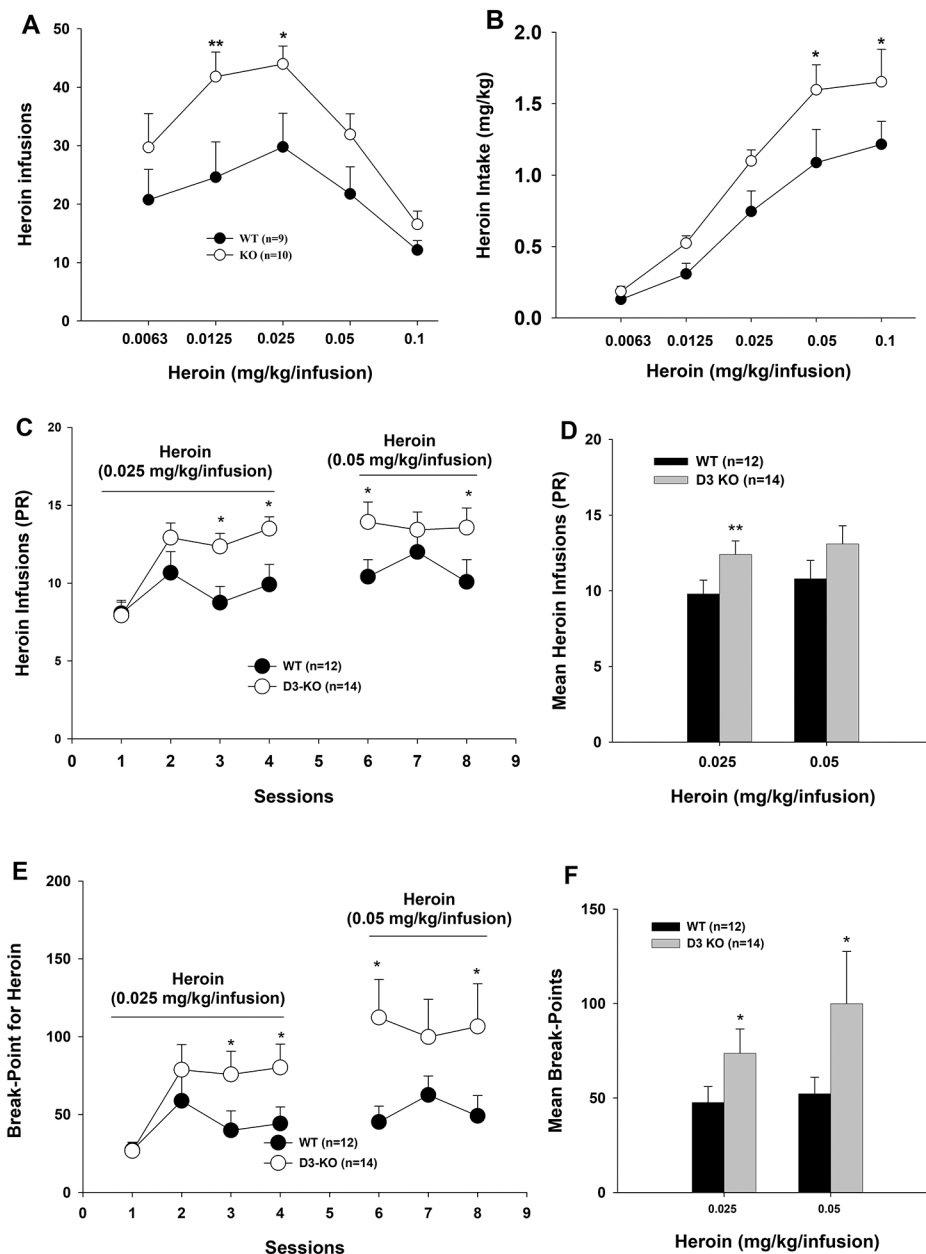 A
Heroin infusions
50
40
30
20
10
0
** *
WT (n=9)
KO (n=10)
0.0063 0.0125 0.025 0.05 0.1
Heroin (mg/kg/infusion)
B
Heroin Intake (mg/kg)
2.0
1.5
1.0
0.5
0.0
* *
0.0063 0.0125 0.025 0.05 0.1
Heroin (mg/kg/infusion)
C
Heroin Infusions (PR)
20
15
10
5
0
Heroin
(0.025 mg/kg/infusion)
Heroin
(0.05 mg/kg/infusion)
* * * *
WT (n=12)
D3-KO (n=14)
0 1 2 3 4 5 6 7 8 9
Sessions
D
Mean Heroin Infusions (PR)
20
15
10
5
0
WT (n=12)
D3 KO (n=14)
**
0.025 0.05
Heroin (mg/kg/infusion)
E
Break-Point for Heroin
200
150
100
50
0
Heroin
(0.025 mg/kg/infusion)
Heroin
(0.05 mg/kg/infusion)
* * * *
WT (n=12)
D3-KO (n=14)
0 1 2 3 4 5 6 7 8 9
Sessions
F
Mean Break-Points
150
100
50
0
WT (n=12)
D3 KO (n=14)
* *
0.025 0.05
Heroin (mg/kg/infusion)